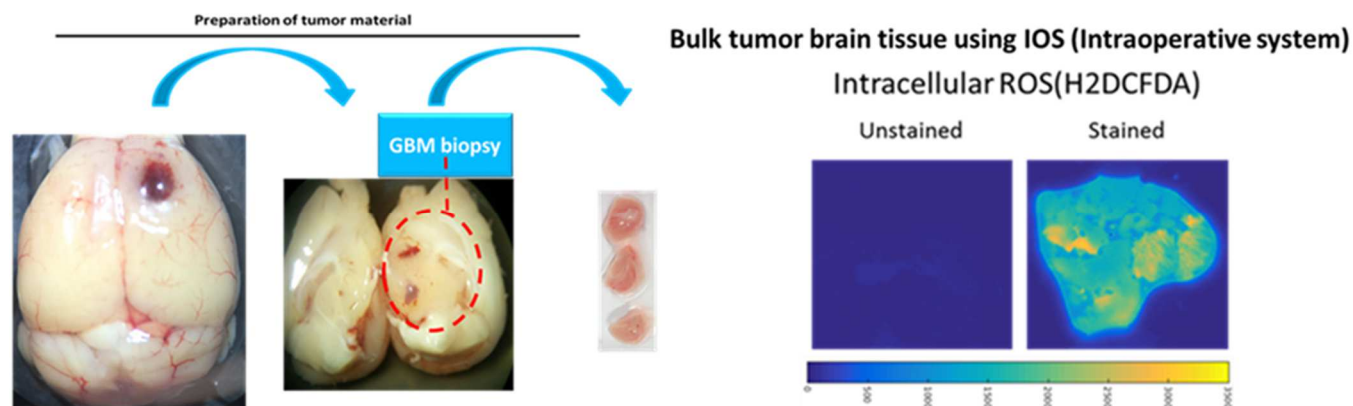 Preparation of tumor material
GBM biopsy
Bulk tumor brain tissue using IOS (Intraoperative system)
Intracellular ROS(H2DCFDA)
Unstained
Stained
0
500
1000
1500
2000
2500
3000
3500